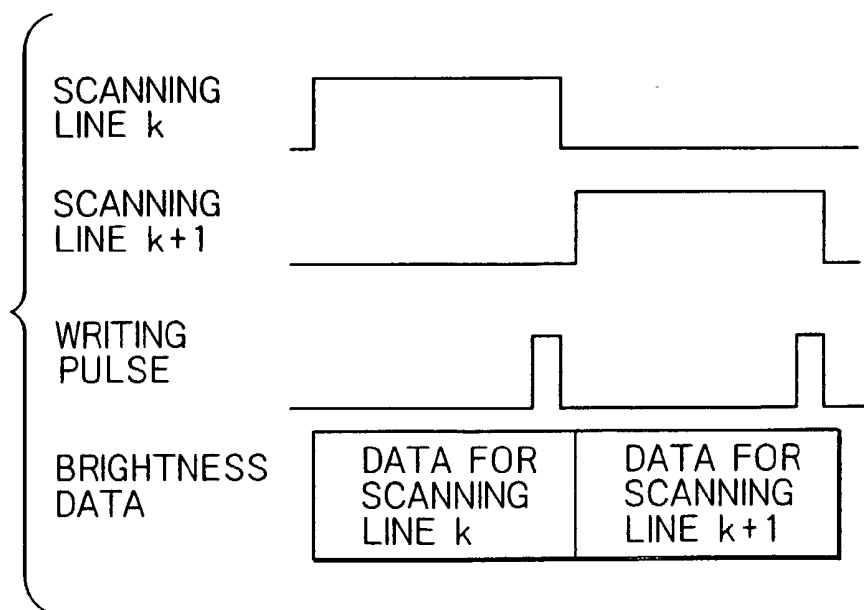 SCANNING
LINE k
SCANNING
LINE k+1
WRITING
PULSE
BRIGHTNESS
DATA
DATA FOR
SCANNING
LINE k
DATA FOR
SCANNING
LINE k+1